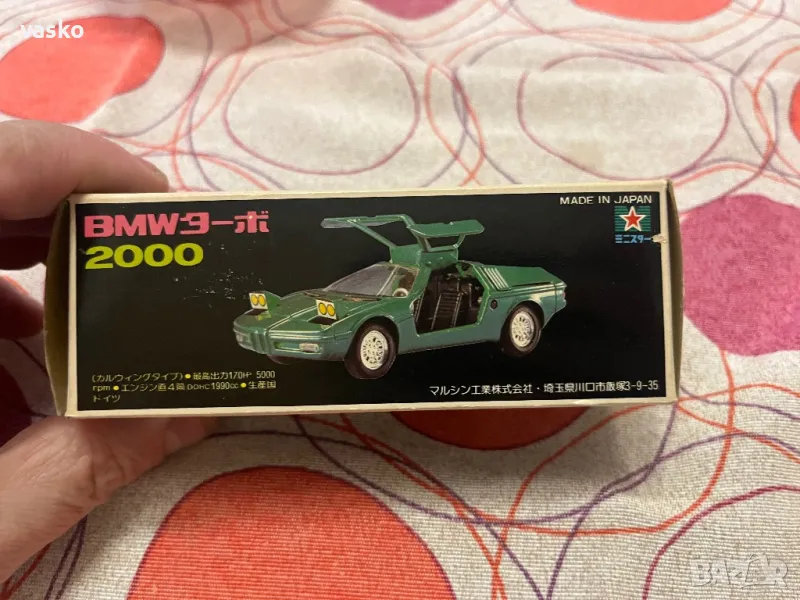 vasko
MADE IN JAPAN
BMWターボ
2000
ミニスター
(ガルウィングタイプ)●最高出力170HP 5000
rpm●エンジン直4筒DOHC1990cc●生産国
ドイツ
マルシン工業株式会社・埼玉県川口市飯塚3-9-35
BAZAR